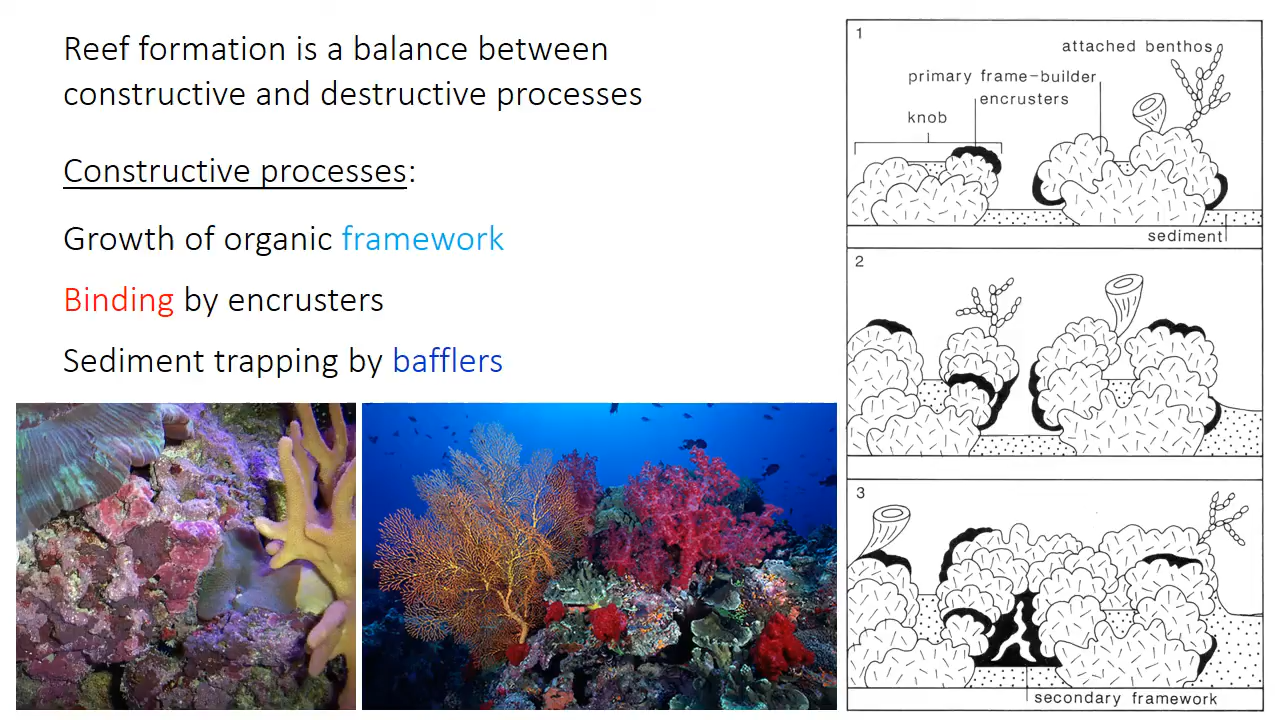 Reef formation is a balance between
constructive and destructive processes
Constructive processes:
Growth of organic framework
Binding by encrusters
Sediment trapping by bafflers
1
attached benthos
primary frame-builder
encrusters
knob
sediment
2
3
secondary framework